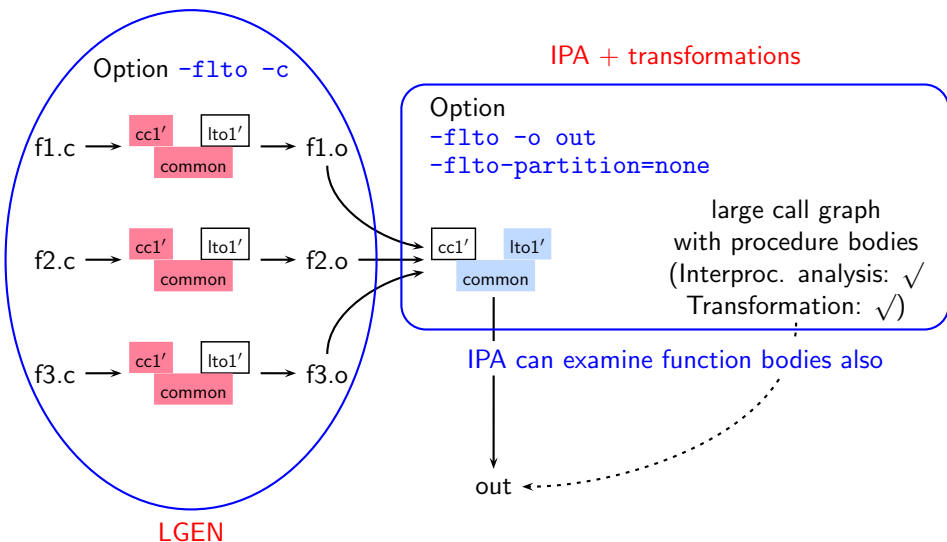 IPA + transformations
Option -flto -c
Option
-flto -o out
-flto-partition=none
f1.c
cc1′
lto1′
common
f1.o
large call graph
with procedure bodies
(Interproc. analysis: √
Transformation: √)
f2.c
cc1′
lto1′
common
f2.o
cc1′
lto1′
common
IPA can examine function bodies also
f3.c
cc1′
lto1′
common
f3.o
out
LGEN